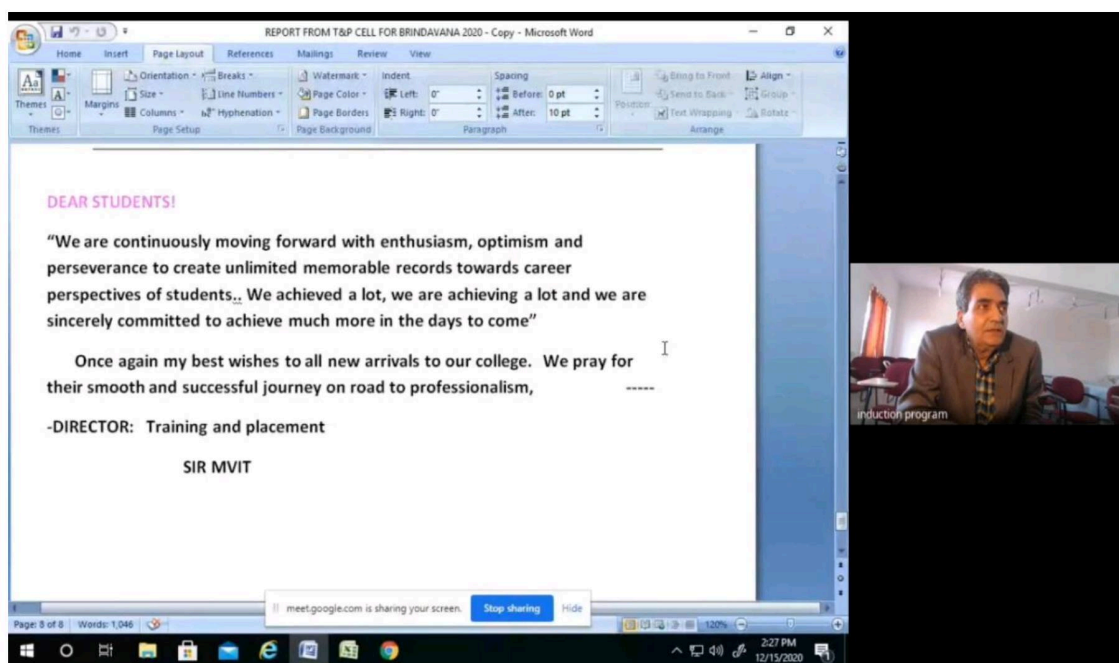 REPORT FROM T&P CELL FOR BRINDAVANA 2020 - Copy - Microsoft Word
Home Insert Page Layout References Mailings Review View
Themes Margins Orientation Breaks Watermark Indent Spacing Position Bring to Front Align
Size Line Numbers Page Color Left: 0" Before: 0 pt Send to Back Group
Columns Hyphenation Page Borders Right: 0" After: 10 pt Text Wrapping Rotate
Themes Page Setup Page Background Paragraph Arrange
DEAR STUDENTS!
“We are continuously moving forward with enthusiasm, optimism and
perseverance to create unlimited memorable records towards career
perspectives of students.. We achieved a lot, we are achieving a lot and we are
sincerely committed to achieve much more in the days to come”
Once again my best wishes to all new arrivals to our college. We pray for
their smooth and successful journey on road to professionalism, -----
-DIRECTOR: Training and placement
SIR MVIT
induction program
meet.google.com is sharing your screen. Stop sharing Hide
Page: 8 of 8 Words: 1,046 120%
2:27 PM
12/15/2020